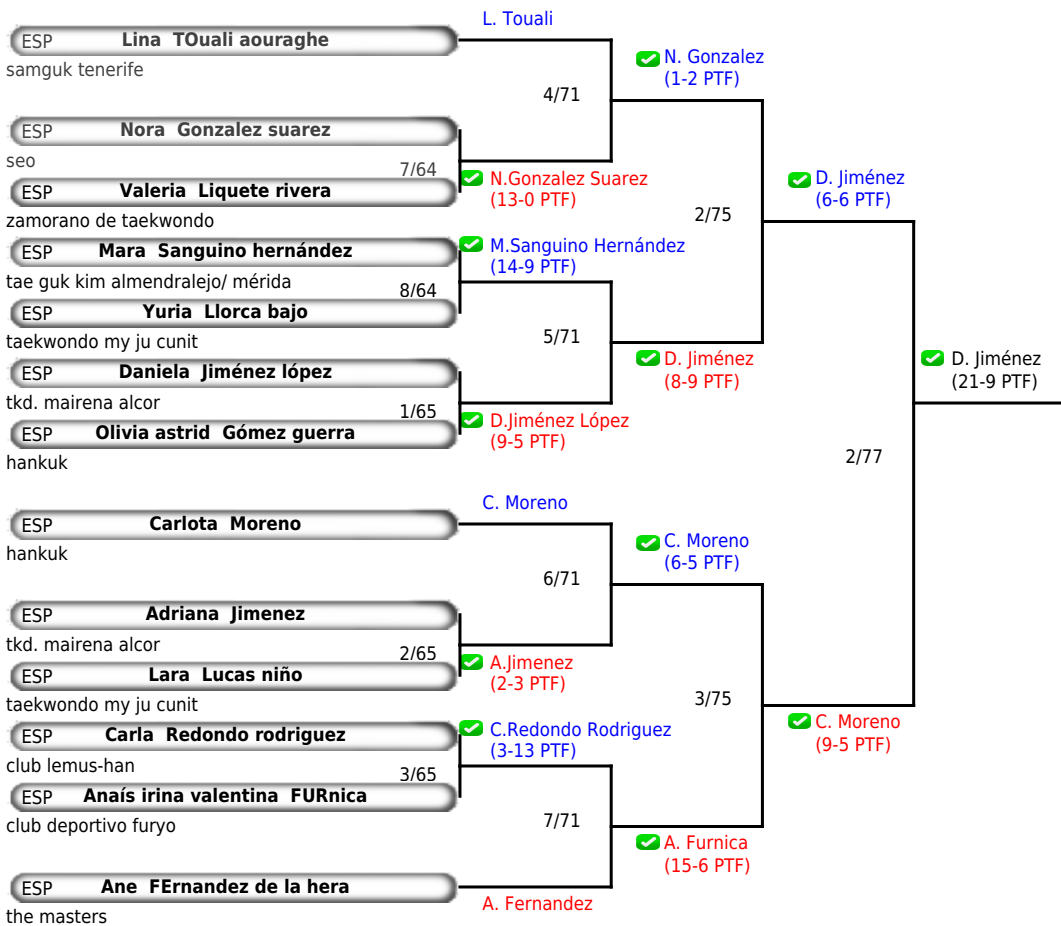 L. Touali
ESP Lina TOuali aouraghe
samguk tenerife
N. Gonzalez
(1-2 PTF)
4/71
ESP Nora Gonzalez suarez
seo
7/64
N.Gonzalez Suarez
(13-0 PTF)
D. Jiménez
(6-6 PTF)
ESP Valeria Liquete rivera
zamorano de taekwondo
2/75
ESP Mara Sanguino hernández
M.Sanguino Hernández
(14-9 PTF)
tae guk kim almendralejo/ mérida
8/64
ESP Yuria Llorca bajo
taekwondo my ju cunit
5/71
ESP Daniela Jiménez lópez
D. Jiménez
(8-9 PTF)
D. Jiménez
(21-9 PTF)
tkd. mairena alcor
1/65
D.Jiménez López
(9-5 PTF)
ESP Olivia astrid Gómez guerra
hankuk
2/77
C. Moreno
ESP Carlota Moreno
hankuk
C. Moreno
(6-5 PTF)
6/71
ESP Adriana Jimenez
tkd. mairena alcor
2/65
A.Jimenez
(2-3 PTF)
ESP Lara Lucas niño
taekwondo my ju cunit
3/75
C. Moreno
(9-5 PTF)
ESP Carla Redondo rodriguez
C.Redondo Rodriguez
(3-13 PTF)
club lemus-han
3/65
ESP Anaís irina valentina FURnica
club deportivo furyo
7/71
A. Furnica
(15-6 PTF)
ESP Ane FErnandez de la hera
A. Fernandez
the masters